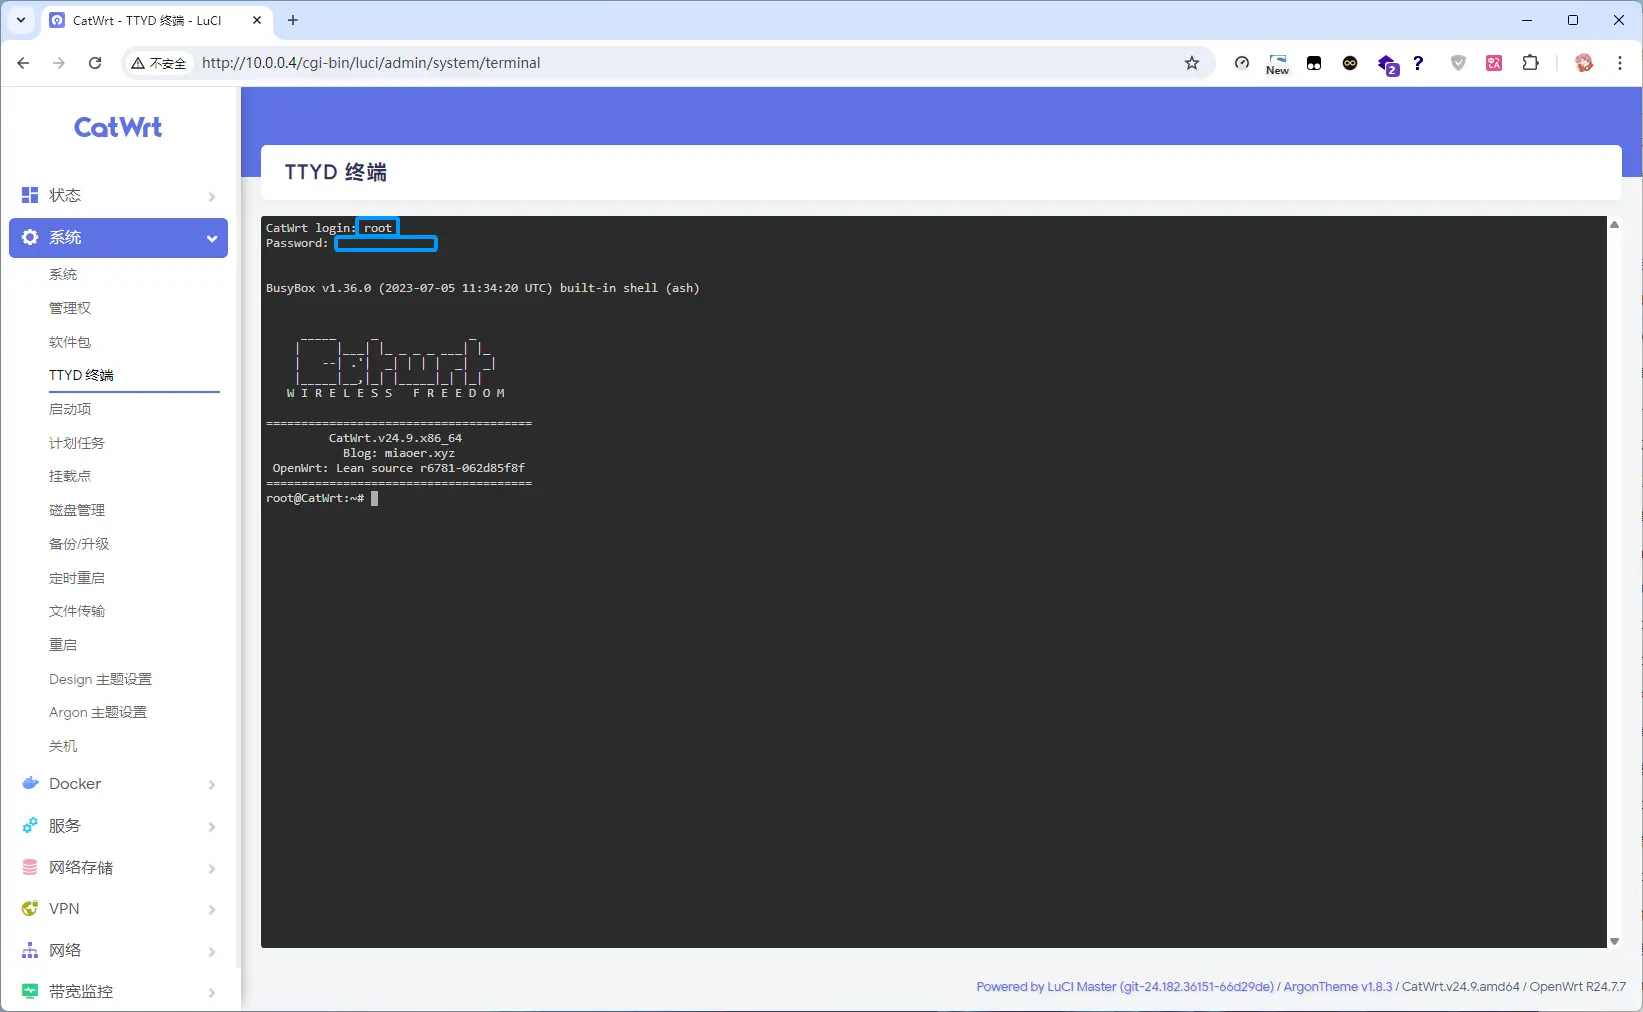 CatWrt - TTYD 终端 - LuCI
不安全
http://10.0.0.4/cgi-bin/luci/admin/system/terminal
New
2
CatWrt
状态
系统
系统
管理权
软件包
TTYD 终端
启动项
计划任务
挂载点
磁盘管理
备份/升级
定时重启
文件传输
重启
Design 主题设置
Argon 主题设置
关机
Docker
服务
网络存储
VPN
网络
带宽监控
TTYD 终端
CatWrt login: root
Password:
BusyBox v1.36.0 (2023-07-05 11:34:20 UTC) built-in shell (ash)
Catwrt
W I R E L E S S   F R E E D O M
======================================
CatWrt.v24.9.x86_64
Blog: miaoer.xyz
OpenWrt: Lean source r6781-062d85f8f
======================================
root@CatWrt:~#
Powered by LuCI Master (git-24.182.36151-66d29de) / ArgonTheme v1.8.3 / CatWrt.v24.9.amd64 / OpenWrt R24.7.7